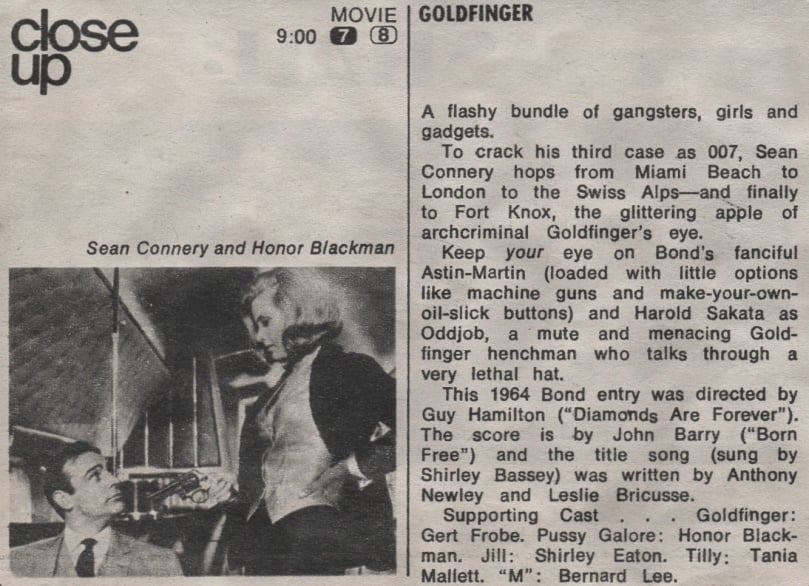 close
up
MOVIE
9:00 7 8
Sean Connery and Honor Blackman
GOLDFINGER
A flashy bundle of gangsters, girls and
gadgets.
To crack his third case as 007, Sean
Connery hops from Miami Beach to
London to the Swiss Alps—and finally
to Fort Knox, the glittering apple of
archcriminal Goldfinger's eye.
Keep your eye on Bond's fanciful
Astin-Martin (loaded with little options
like machine guns and make-your-own-
oil-slick buttons) and Harold Sakata as
Oddjob, a mute and menacing Gold-
finger henchman who talks through a
very lethal hat.
This 1964 Bond entry was directed by
Guy Hamilton ("Diamonds Are Forever").
The score is by John Barry ("Born
Free") and the title song (sung by
Shirley Bassey) was written by Anthony
Newley and Leslie Bricusse.
Supporting Cast . . . Goldfinger:
Gert Frobe. Pussy Galore: Honor Black-
man. Jill: Shirley Eaton. Tilly: Tania
Mallett. "M": Bernard Lee.